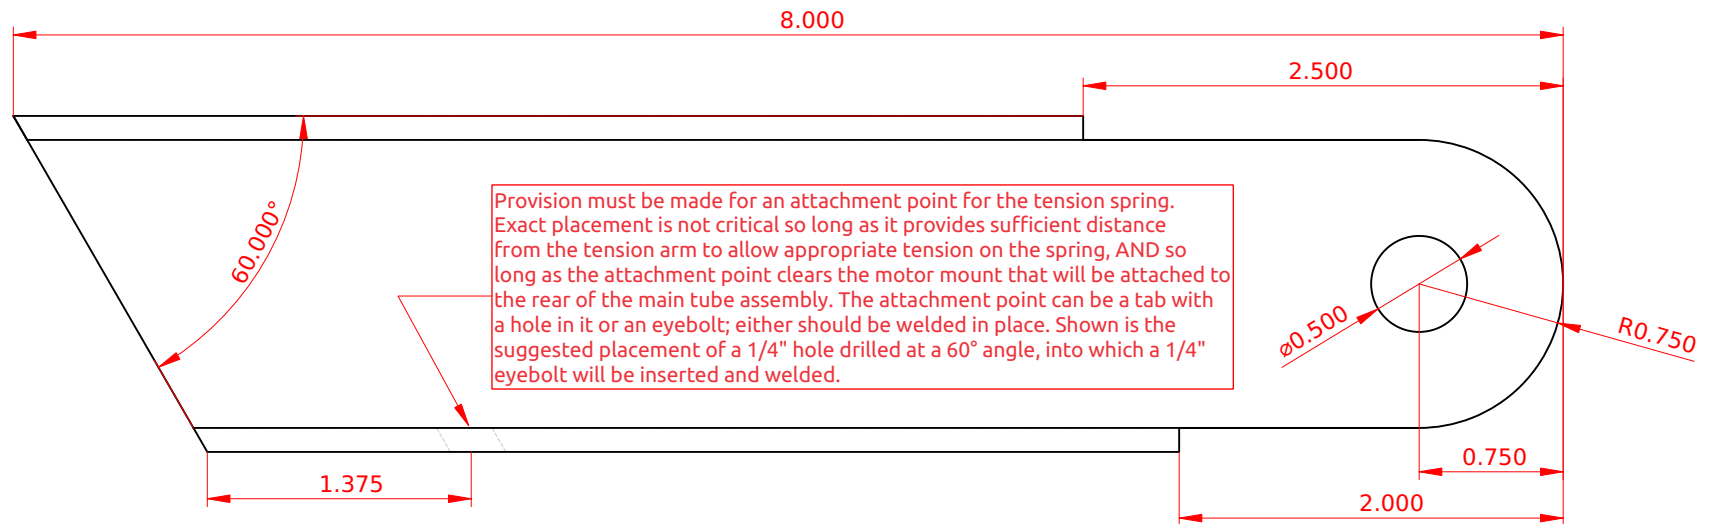 8.000
2.500
60.000°
Provision must be made for an attachment point for the tension spring.
Exact placement is not critical so long as it provides sufficient distance
from the tension arm to allow appropriate tension on the spring, AND so
long as the attachment point clears the motor mount that will be attached to
the rear of the main tube assembly. The attachment point can be a tab with
a hole in it or an eyebolt; either should be welded in place. Shown is the
suggested placement of a 1/4" hole drilled at a 60° angle, into which a 1/4"
eyebolt will be inserted and welded.
⌀0.500
R0.750
0.750
1.375
2.000